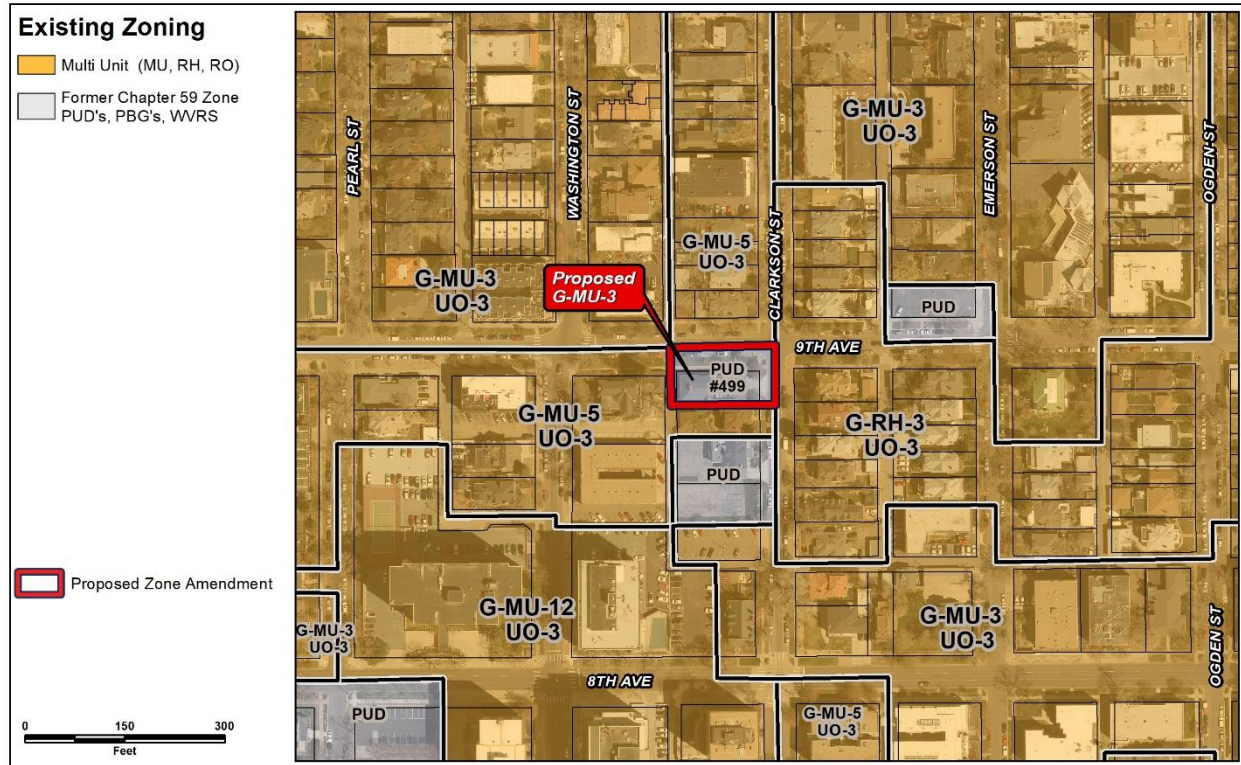 Existing Zoning
Multi Unit (MU, RH, RO)
Former Chapter 59 Zone
PUD's, PBG's, WVRS
Proposed Zone Amendment
0 150 300
Feet
PEARL ST
WASHINGTON ST
CLARKSON ST
EMERSON ST
OGDEN ST
G-MU-3
UO-3
G-MU-5
UO-3
G-MU-3
UO-3
Proposed
G-MU-3
PUD
9TH AVE
PUD
#499
G-MU-5
UO-3
G-RH-3
UO-3
PUD
G-MU-12
UO-3
G-MU-3
UO-3
G-MU-3
UO-3
OGDEN ST
8TH AVE
PUD
G-MU-5
UO-3